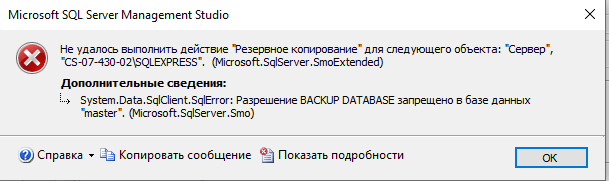 Microsoft SQL Server Management Studio
Не удалось выполнить действие "Резервное копирование" для следующего объекта: "Сервер",
"CS-07-430-02\SQLEXPRESS". (Microsoft.SqlServer.SmoExtended)
Дополнительные сведения:
System.Data.SqlClient.SqlError: Разрешение BACKUP DATABASE запрещено в базе данных
"master". (Microsoft.SqlServer.Smo)
Справка Копировать сообщение Показать подробности OK